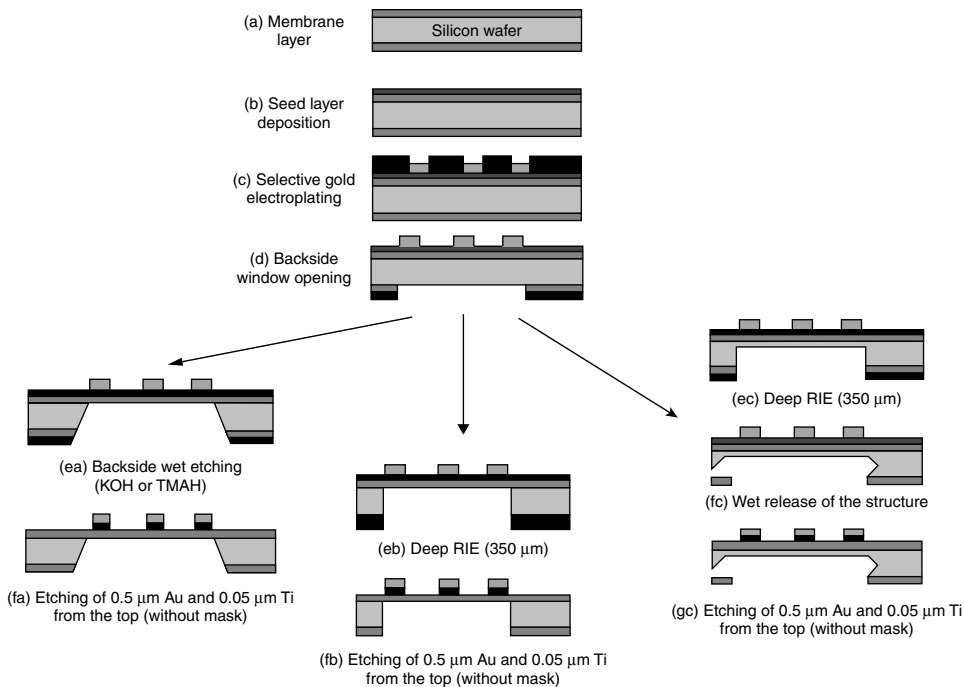 (a) Membrane
layer
Silicon wafer
(b) Seed layer
deposition
(c) Selective gold
electroplating
(d) Backside
window opening
(ea) Backside wet etching
(KOH or TMAH)
(fa) Etching of 0.5 μm Au and 0.05 μm Ti
from the top (without mask)
(eb) Deep RIE (350 μm)
(fb) Etching of 0.5 μm Au and 0.05 μm Ti
from the top (without mask)
(ec) Deep RIE (350 μm)
(fc) Wet release of the structure
(gc) Etching of 0.5 μm Au and 0.05 μm Ti
from the top (without mask)